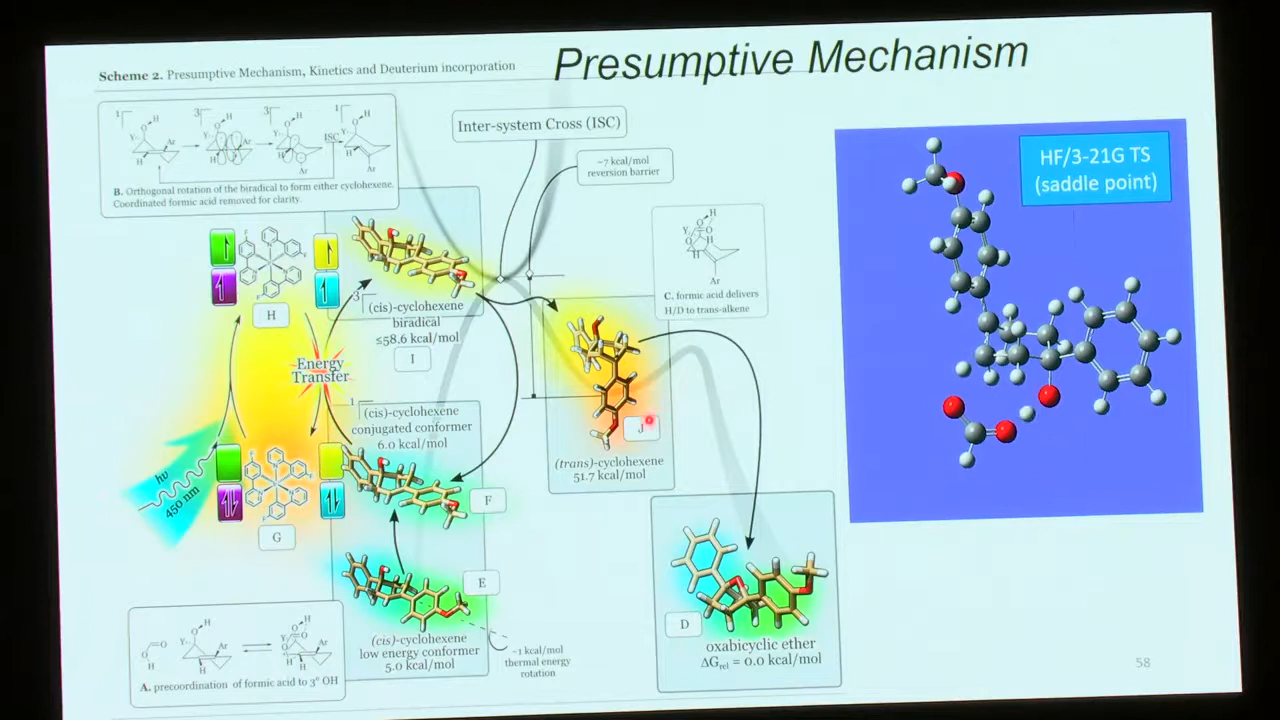 Presumptive Mechanism
Scheme 2. Presumptive Mechanism, Kinetics and Deuterium incorporation
B. Orthogonal rotation of the biradical to form either cyclohexene.
Coordinated formic acid removed for clarity.
ISC
Ar
Inter-system Cross (ISC)
~7 kcal/mol
reversion barrier
HF/3-21G TS
(saddle point)
H
Energy
Transfer
(cis)-cyclohexene
biradical
≤58.6 kcal/mol
I
C. formic acid delivers
H/D to trans-alkene
Ar
(cis)-cyclohexene
conjugated conformer
6.0 kcal/mol
F
J
(trans)-cyclohexene
51.7 kcal/mol
hν
450 nm
G
E
(cis)-cyclohexene
low energy conformer
5.0 kcal/mol
~1 kcal/mol
thermal energy
rotation
D
oxabicyclic ether
ΔGrel = 0.0 kcal/mol
A. precoordination of formic acid to 3° OH
58